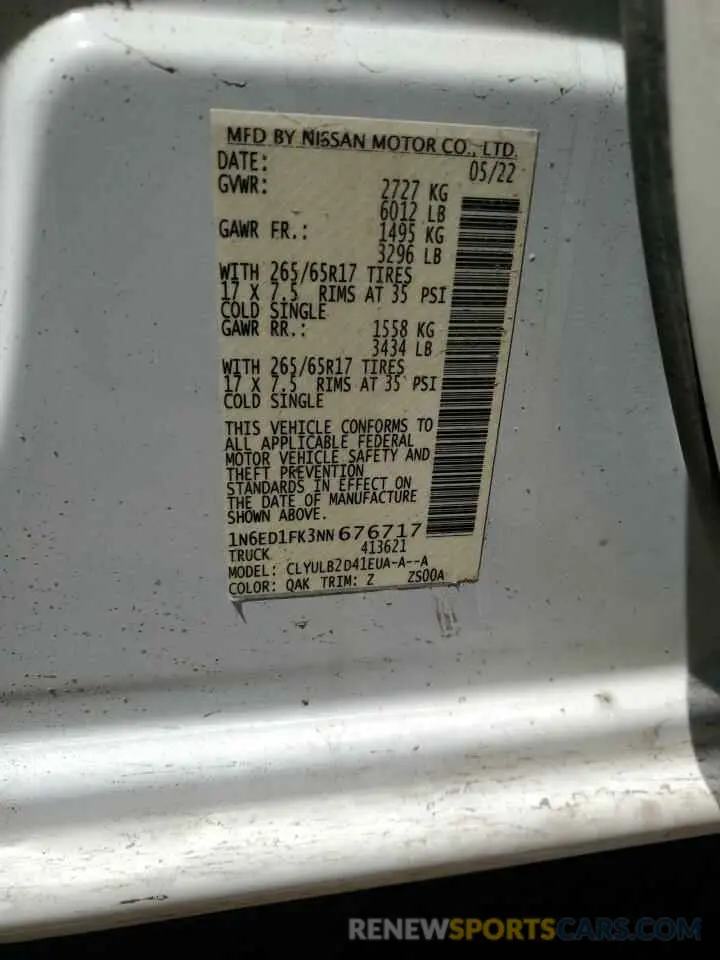 MFD BY NISSAN MOTOR CO., LTD.
DATE: 05/22
GVWR: 2727 KG
6012 LB
GAWR FR.: 1495 KG
3296 LB
WITH 265/65R17 TIRES
17 X 7.5 RIMS AT 35 PSI
COLD SINGLE
GAWR RR.: 1558 KG
3434 LB
WITH 265/65R17 TIRES
17 X 7.5 RIMS AT 35 PSI
COLD SINGLE
THIS VEHICLE CONFORMS TO
ALL APPLICABLE FEDERAL
MOTOR VEHICLE SAFETY AND
THEFT PREVENTION
STANDARDS IN EFFECT ON
THE DATE OF MANUFACTURE
SHOWN ABOVE.
1N6ED1FK3NN676717
TRUCK 413621
MODEL: CLYULB2D41EUA-A--A
COLOR: QAK TRIM: Z ZS00A
RENEWSPORTSCARS.COM